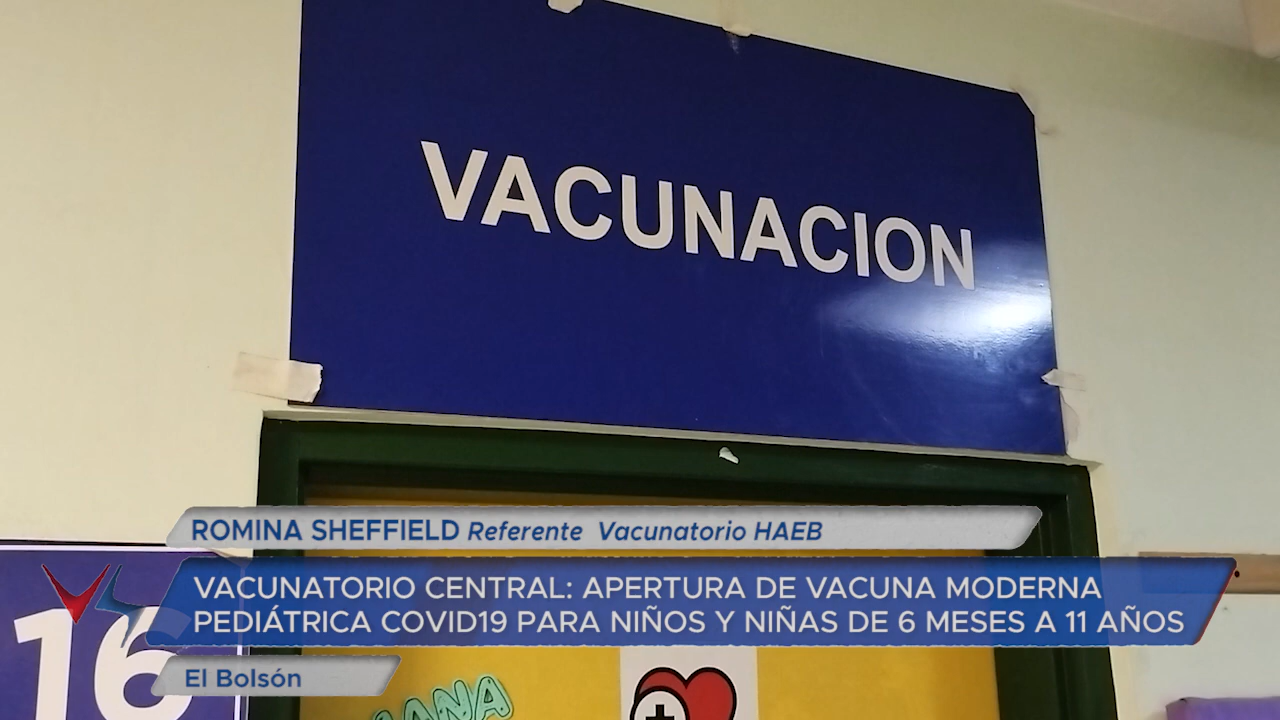 VACUNACION
ROMINA SHEFFIELD Referente Vacunatorio HAEB
VACUNATORIO CENTRAL: APERTURA DE VACUNA MODERNA
PEDIÁTRICA COVID19 PARA NIÑOS Y NIÑAS DE 6 MESES A 11 AÑOS
16
El Bolsón